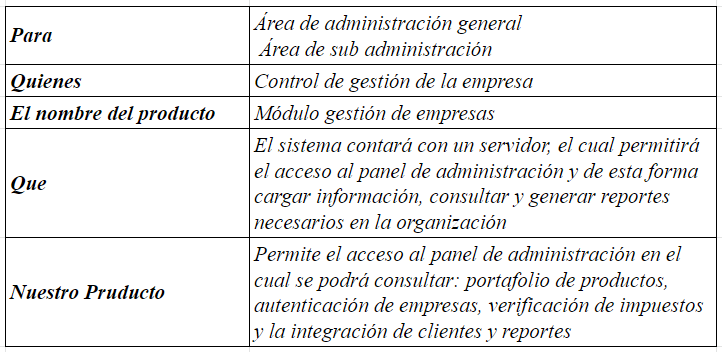 Para
Área de administración general
Área de sub administración
Quienes
Control de gestión de la empresa
El nombre del producto
Módulo gestión de empresas
Que
El sistema contará con un servidor, el cual permitirá
el acceso al panel de administración y de esta forma
cargar información, consultar y generar reportes
necesarios en la organización
Nuestro Pruducto
Permite el acceso al panel de administración en el
cual se podrá consultar: portafolio de productos,
autenticación de empresas, verificación de impuestos
y la integración de clientes y reportes